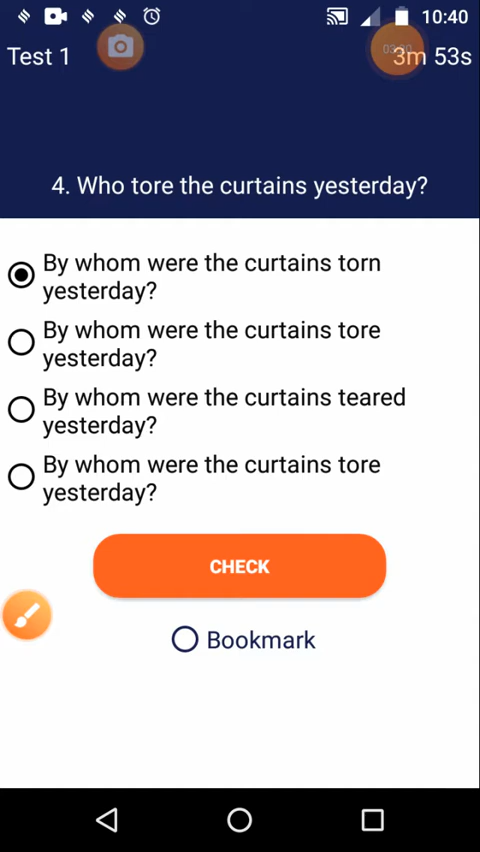 10:40
Test 1
03:00
3m 53s
4. Who tore the curtains yesterday?
By whom were the curtains torn
yesterday?
By whom were the curtains tore
yesterday?
By whom were the curtains teared
yesterday?
By whom were the curtains tore
yesterday?
CHECK
Bookmark